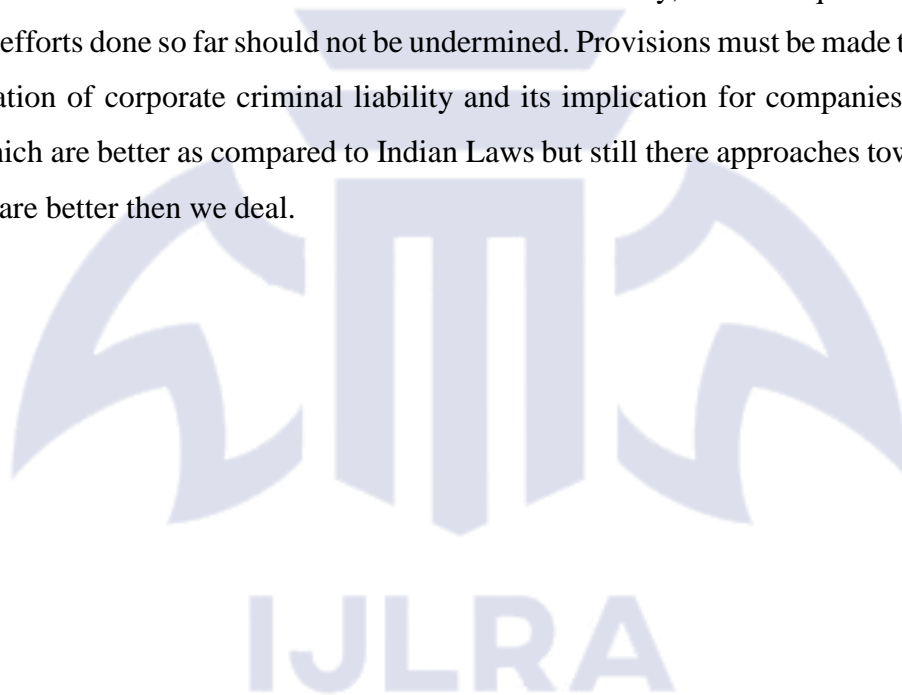 efforts done so far should not be undermined. Provisions must be made t
ation of corporate criminal liability and its implication for companies
hich are better as compared to Indian Laws but still there approaches tow
are better then we deal.
IJLRA